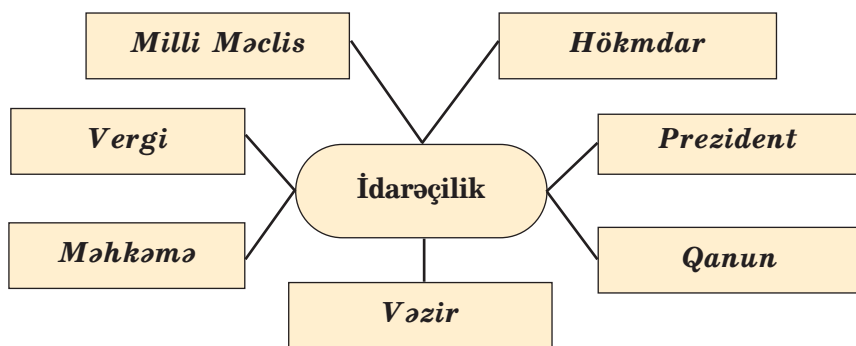 Milli Məclis
Hökmdar
Vergi
Prezident
İdarəçilik
Məhkəmə
Qanun
Vəzir